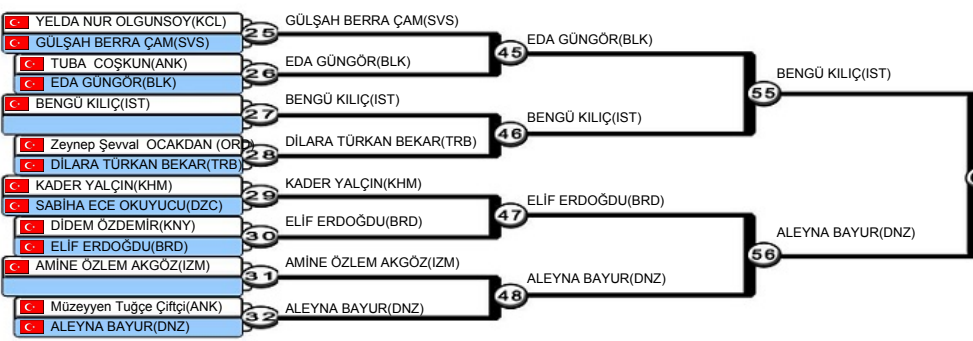 YELDA NUR OLGUNSOY(KCL)
GÜLŞAH BERRA ÇAM(SVS)
25
GÜLŞAH BERRA ÇAM(SVS)
TUBA COŞKUN(ANK)
EDA GÜNGÖR(BLK)
26
EDA GÜNGÖR(BLK)
45
EDA GÜNGÖR(BLK)
BENGÜ KILIÇ(IST)
27
BENGÜ KILIÇ(IST)
Zeynep Şevval OCAKDAN (ORD)
DİLARA TÜRKAN BEKAR(TRB)
28
DİLARA TÜRKAN BEKAR(TRB)
46
BENGÜ KILIÇ(IST)
55
BENGÜ KILIÇ(IST)
KADER YALÇIN(KHM)
SABİHA ECE OKUYUCU(DZC)
29
KADER YALÇIN(KHM)
DİDEM ÖZDEMİR(KNY)
ELİF ERDOĞDU(BRD)
30
ELİF ERDOĞDU(BRD)
47
ELİF ERDOĞDU(BRD)
AMİNE ÖZLEM AKGÖZ(IZM)
31
AMİNE ÖZLEM AKGÖZ(IZM)
Müzeyyen Tuğçe Çiftçi(ANK)
ALEYNA BAYUR(DNZ)
32
ALEYNA BAYUR(DNZ)
48
ALEYNA BAYUR(DNZ)
56
ALEYNA BAYUR(DNZ)